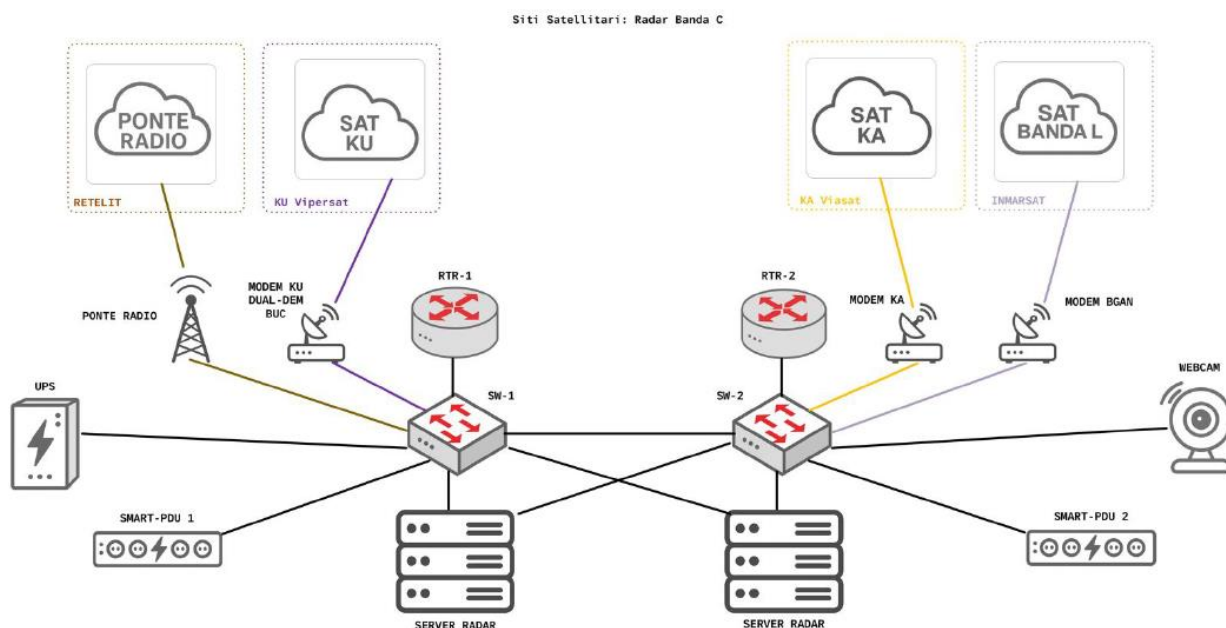 Siti Satellitari: Radar Banda C
PONTE
RADIO
SAT
KU
SAT
KA
SAT
BANDA L
RETELIT
KU Vipersat
KA Viasat
INMARSAT
RTR-1
RTR-2
MODEM KU
DUAL-DEM
BUC
MODEM KA
MODEM BGAN
PONTE RADIO
UPS
SW-1
SW-2
WEBCAM
SMART-PDU 1
SMART-PDU 2
SERVER RADAR
SERVER RADAR